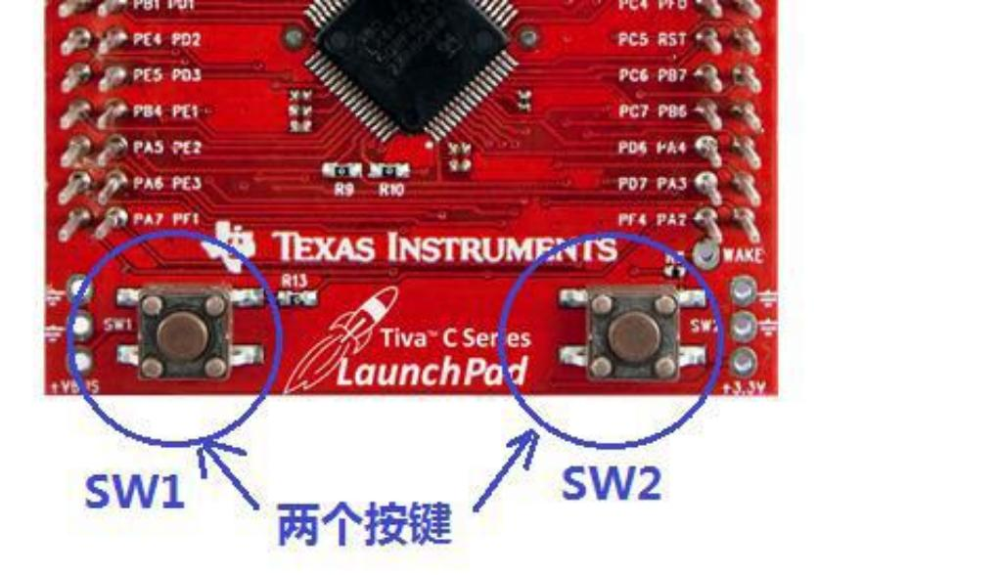 PB1 PD1
PC4 PF0
PE4 PD2
PC5 RST
PE5 PD3
PC6 PB7
PB4 PE1
PC7 PB6
PA5 PE2
PD6 PA4
PA6 PE3
R9 R10
PD7 PA3
PA7 PF1
PF4 PA2
TEXAS INSTRUMENTS
WAKE
R13
SW1
SW2
Tiva™ C Series
LaunchPad
+VBUS
+3.3V
SW1
SW2
两个按键